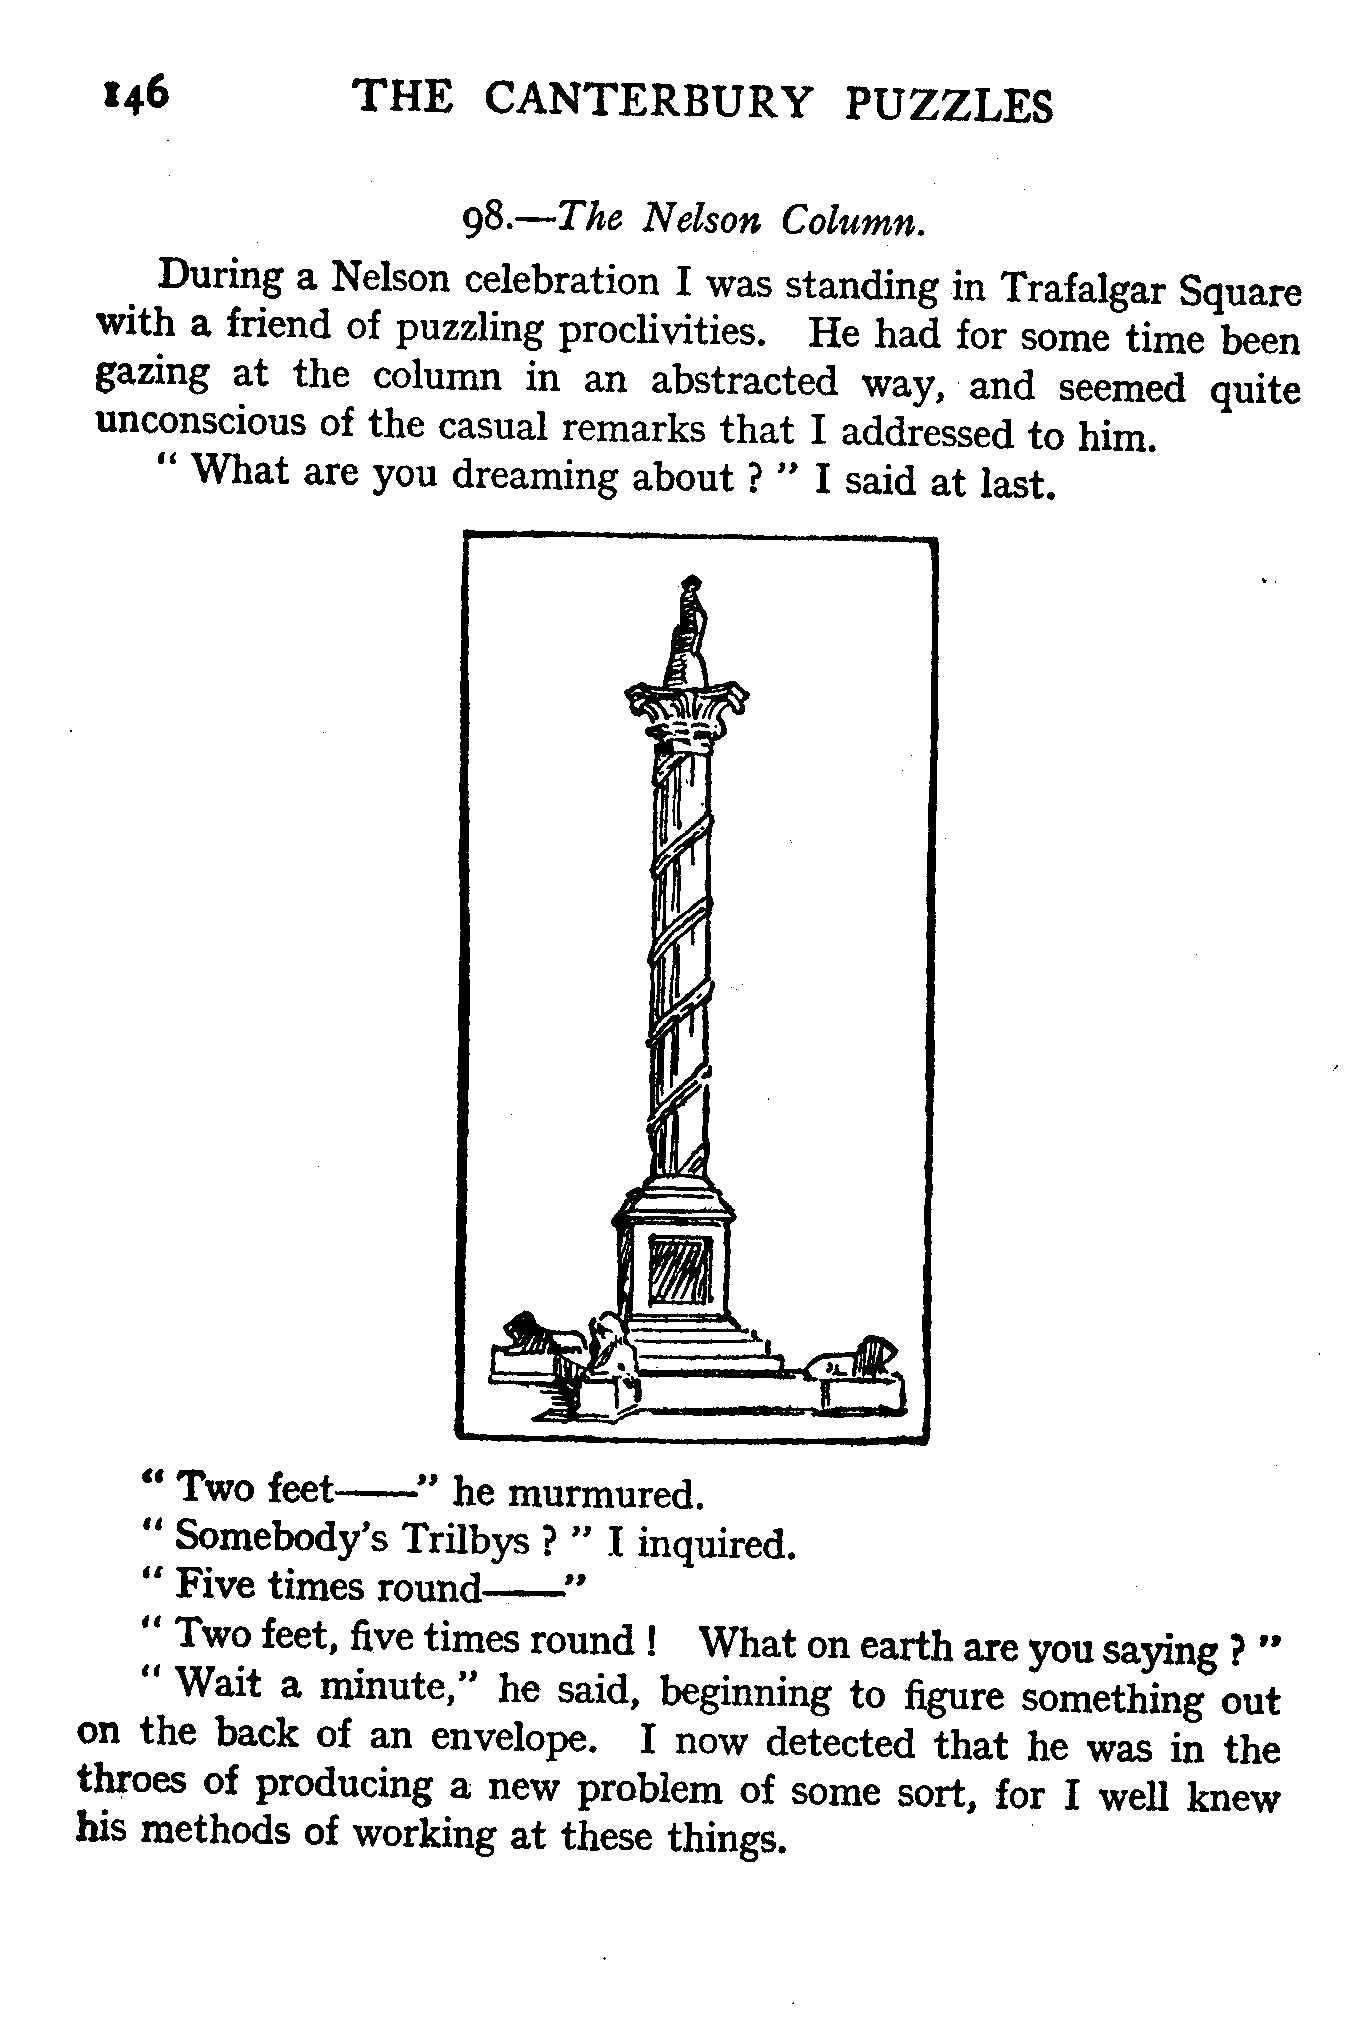 146 THE CANTERBURY PUZZLES
98.—The Nelson Column.
During a Nelson celebration I was standing in Trafalgar Square
with a friend of puzzling proclivities. He had for some time been
gazing at the column in an abstracted way, and seemed quite
unconscious of the casual remarks that I addressed to him.
" What are you dreaming about ? " I said at last.
" Two feet——" he murmured.
" Somebody's Trilbys ? " I inquired.
" Five times round——"
" Two feet, five times round ! What on earth are you saying ? "
" Wait a minute," he said, beginning to figure something out
on the back of an envelope. I now detected that he was in the
throes of producing a new problem of some sort, for I well knew
his methods of working at these things.